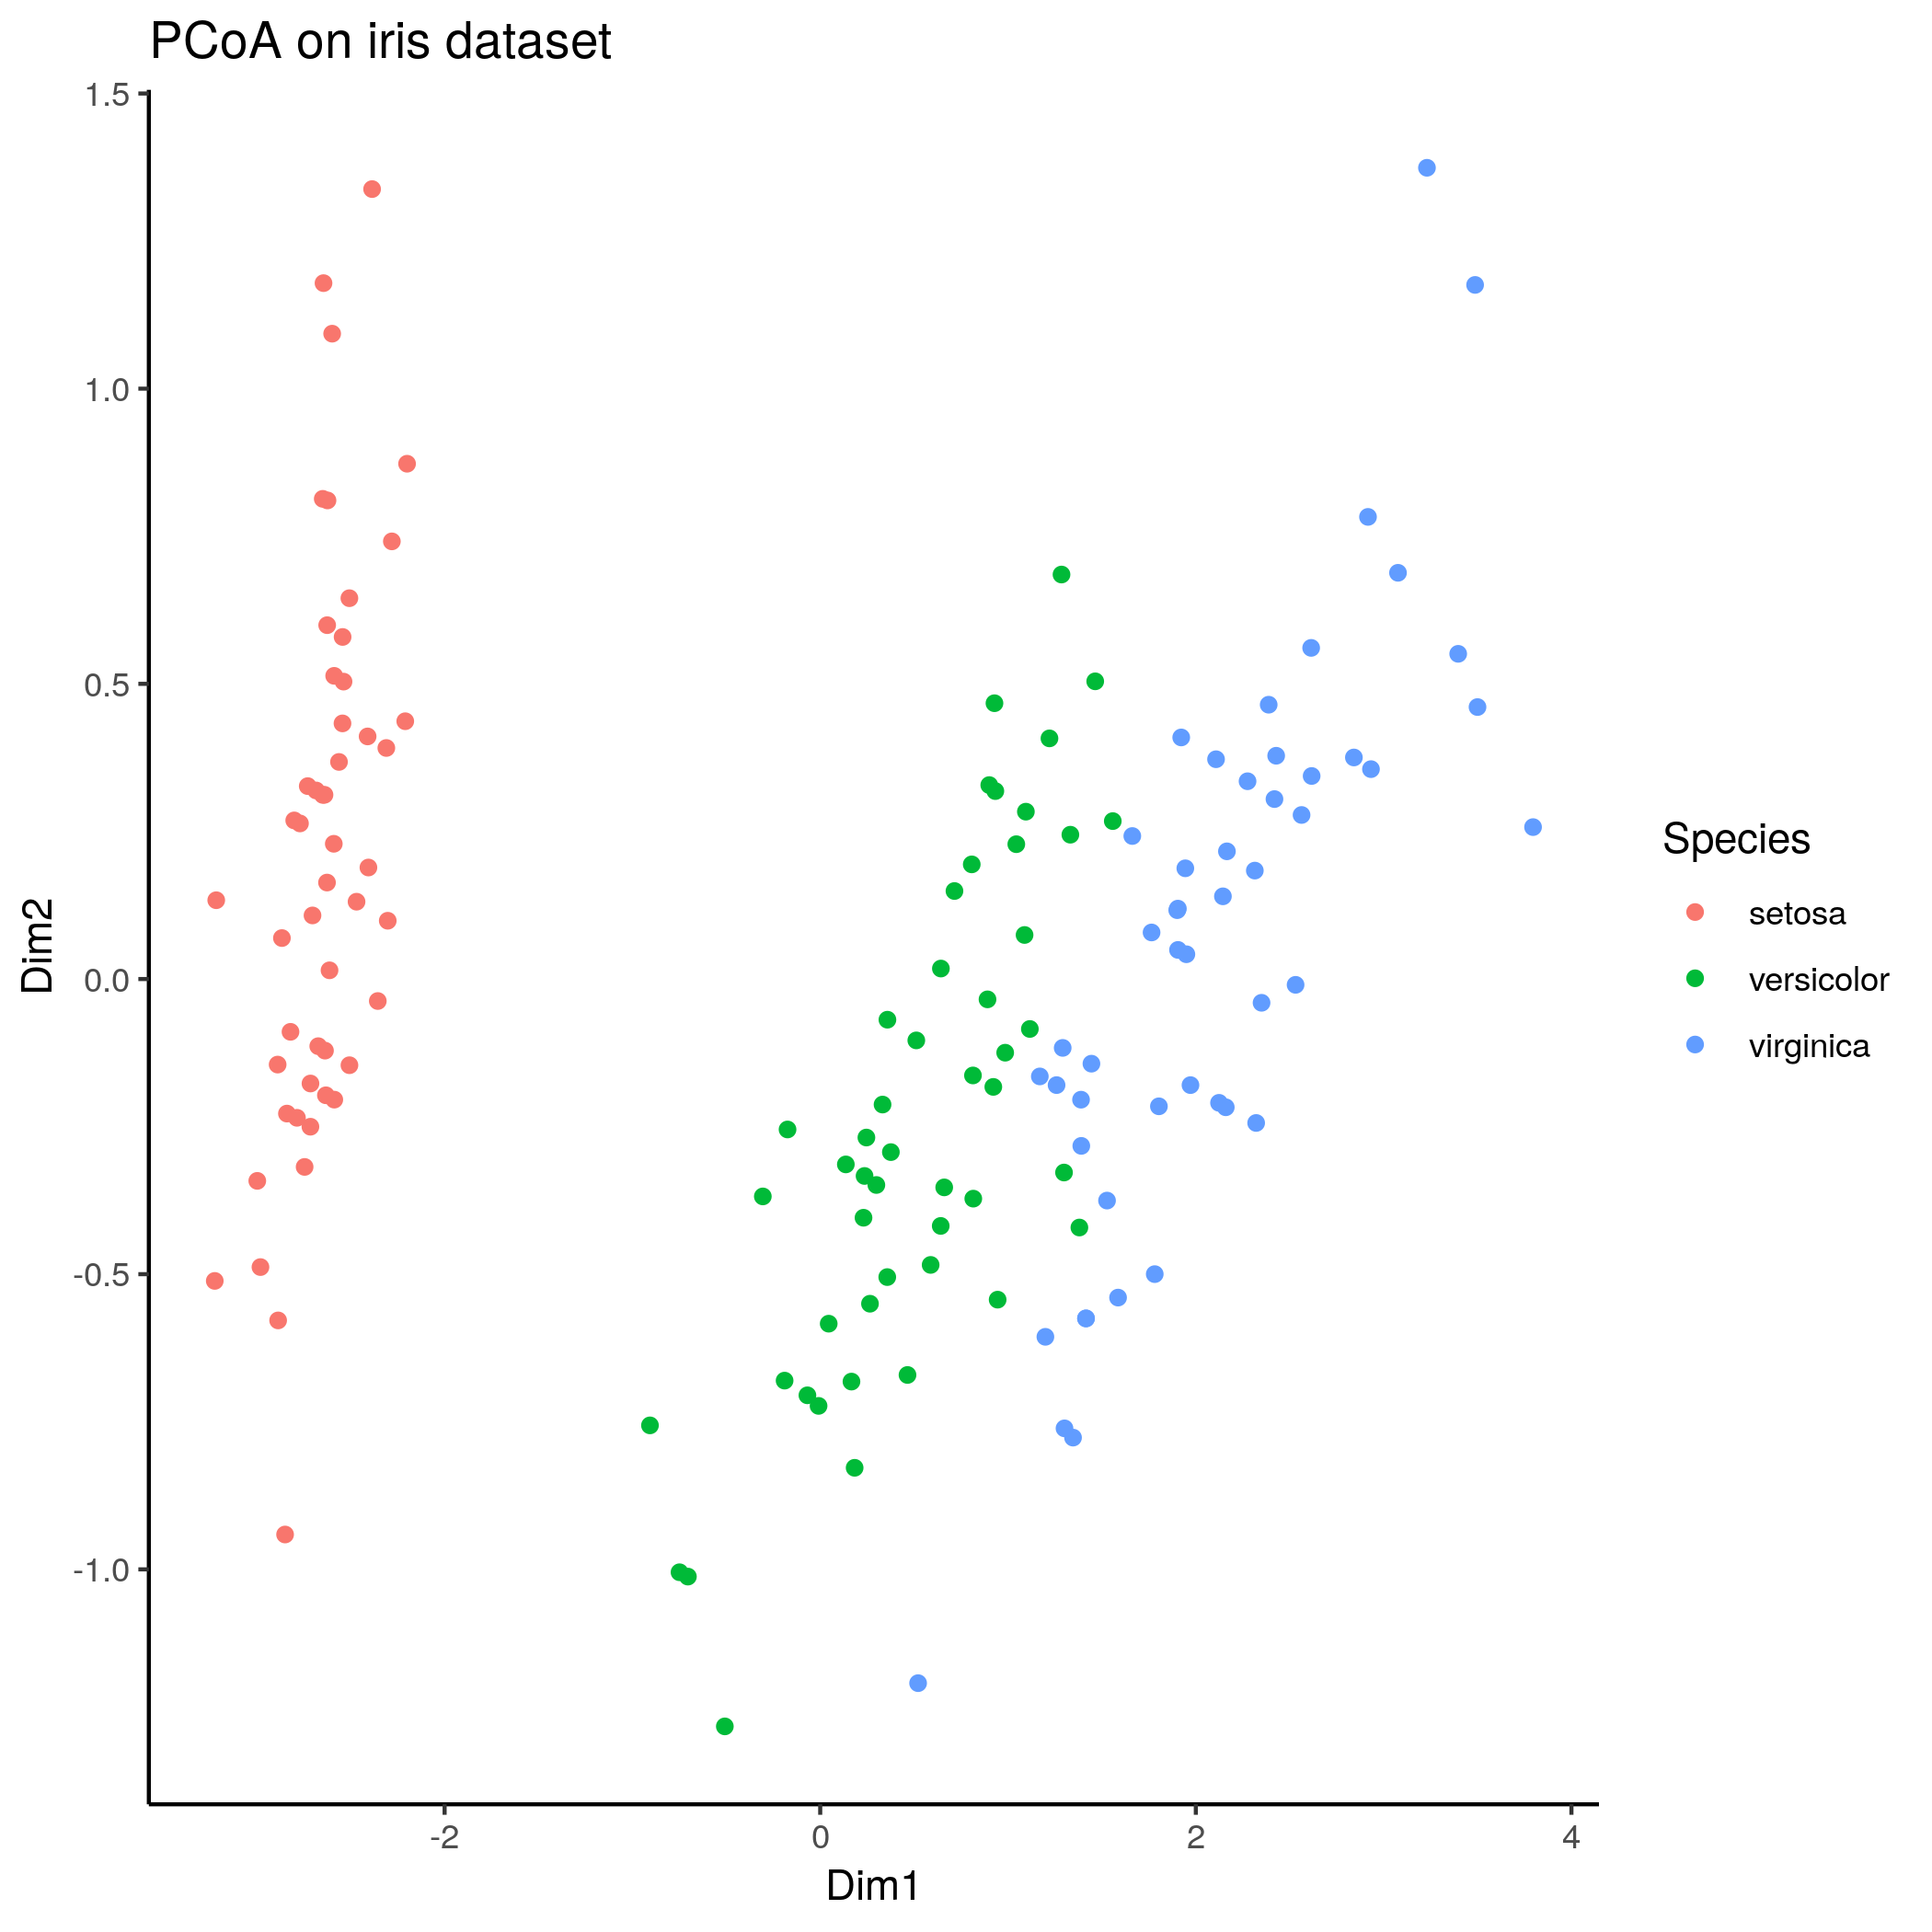 PCoA on iris dataset
1.5
1.0
0.5
0.0
-0.5
-1.0
Dim2
-2 0 2 4
Dim1
Species
setosa
versicolor
virginica